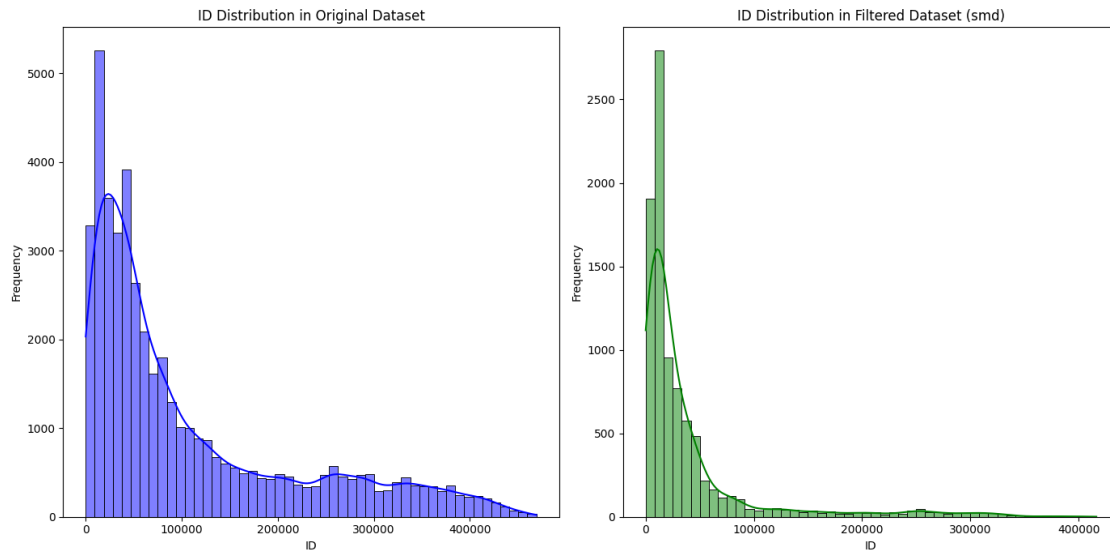 ID Distribution in Original Dataset
5000
4000
3000
2000
1000
0
Frequency
0 100000 200000 300000 400000
ID
ID Distribution in Filtered Dataset (smd)
2500
2000
1500
1000
500
0
Frequency
0 100000 200000 300000 400000
ID